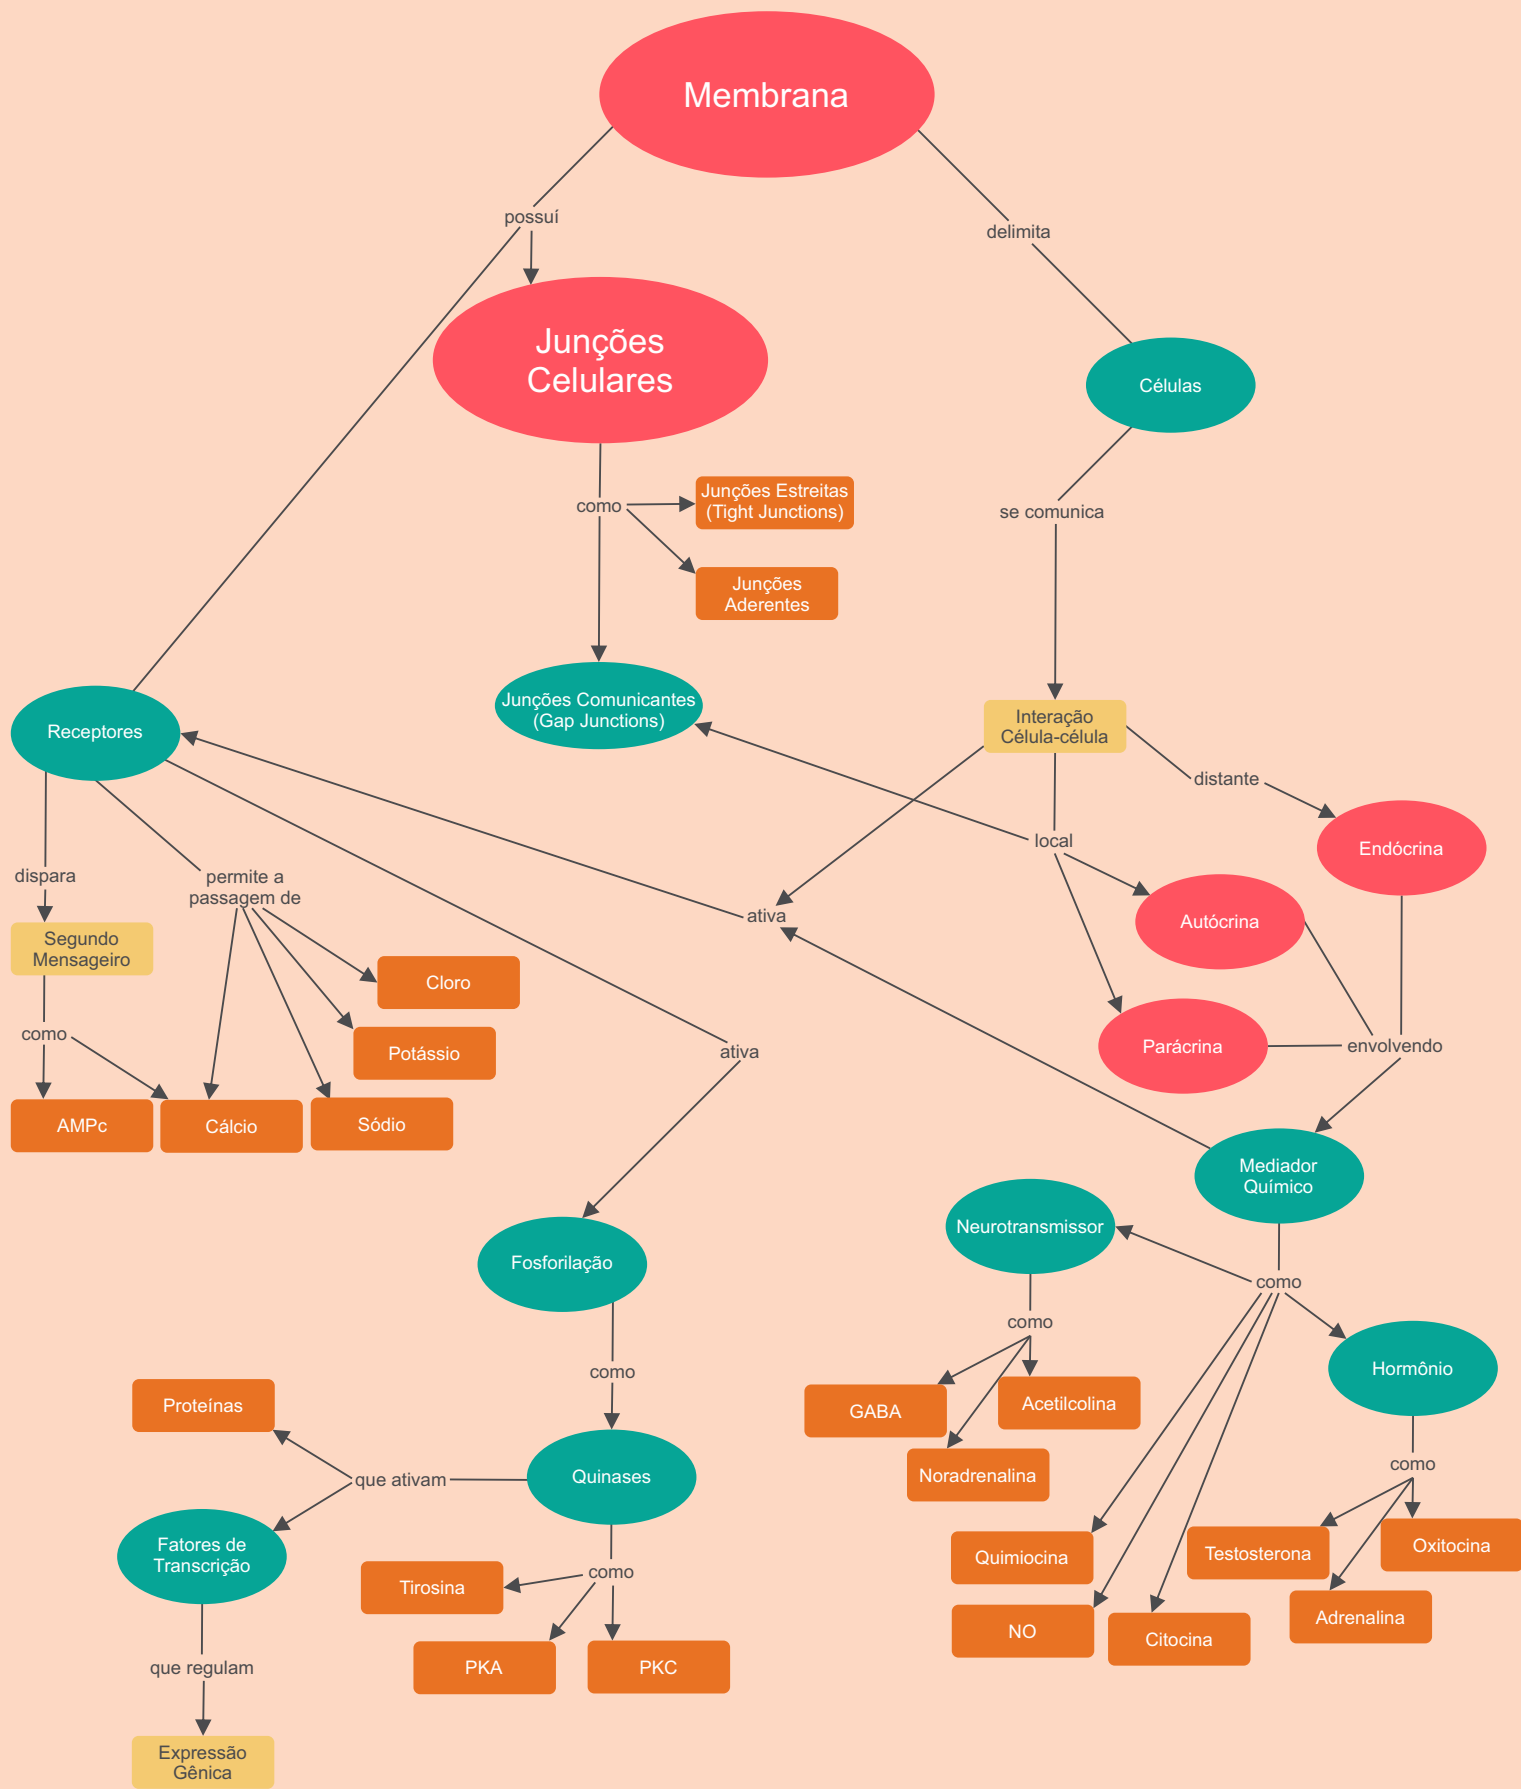 Membrana
possuí
delimita
Junções
Celulares
Células
como
Junções Estreitas
(Tight Junctions)
se comunica
Junções
Aderentes
Junções Comunicantes
(Gap Junctions)
Receptores
Interação
Célula-célula
distante
local
Endócrina
dispara
permite a
passagem de
ativa
Autócrina
Segundo
Mensageiro
Cloro
como
Potássio
ativa
Parácrina
envolvendo
AMPc
Cálcio
Sódio
Mediador
Químico
Neurotransmissor
Fosforilação
como
como
Hormônio
como
Proteínas
GABA
Acetilcolina
que ativam
Quinases
Noradrenalina
como
Fatores de
Transcrição
Quimiocina
Testosterona
Oxitocina
Tirosina
como
NO
Citocina
Adrenalina
que regulam
PKA
PKC
Expressão
Gênica